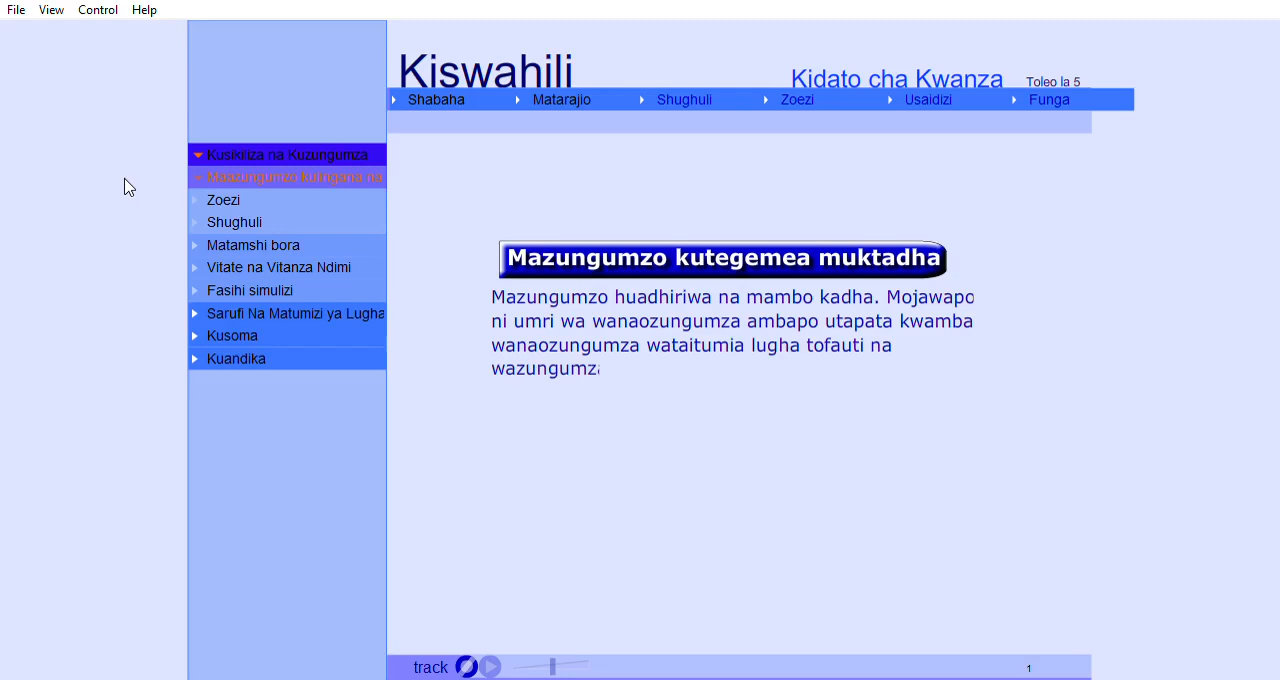 File View Control Help
Kiswahili
Kidato cha Kwanza Toleo la 5
Shabaha Matarajio Shughuli Zoezi Usaidizi Funga
Kusikiliza na Kuzungumza
kulingana na
Zoezi
Shughuli
Matamshi bora
Vitate na Vitanza Ndimi
Fasihi simulizi
Sarufi Na Matumizi ya Lugha
Kusoma
Kuandika
Mazungumzo kutegemea muktadha
Mazungumzo huadhiriwa na mambo kadha. Mojawapo
ni umri wa wanaozungumza ambapo utapata kwamba
wanaozungumza wataitumia lugha tofauti na
wazungumza
track 1